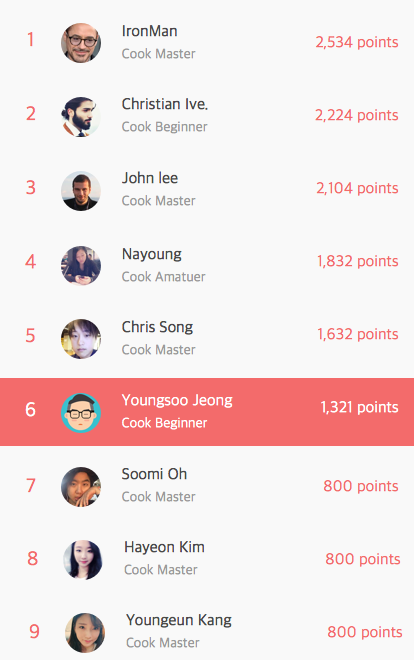 1
IronMan
Cook Master
2,534 points
2
Christian Ive.
Cook Beginner
2,224 points
3
John lee
Cook Master
2,104 points
4
Nayoung
Cook Amatuer
1,832 points
5
Chris Song
Cook Master
1,632 points
6
Youngsoo Jeong
Cook Beginner
1,321 points
7
Soomi Oh
Cook Master
800 points
8
Hayeon Kim
Cook Master
800 points
9
Youngeun Kang
Cook Master
800 points